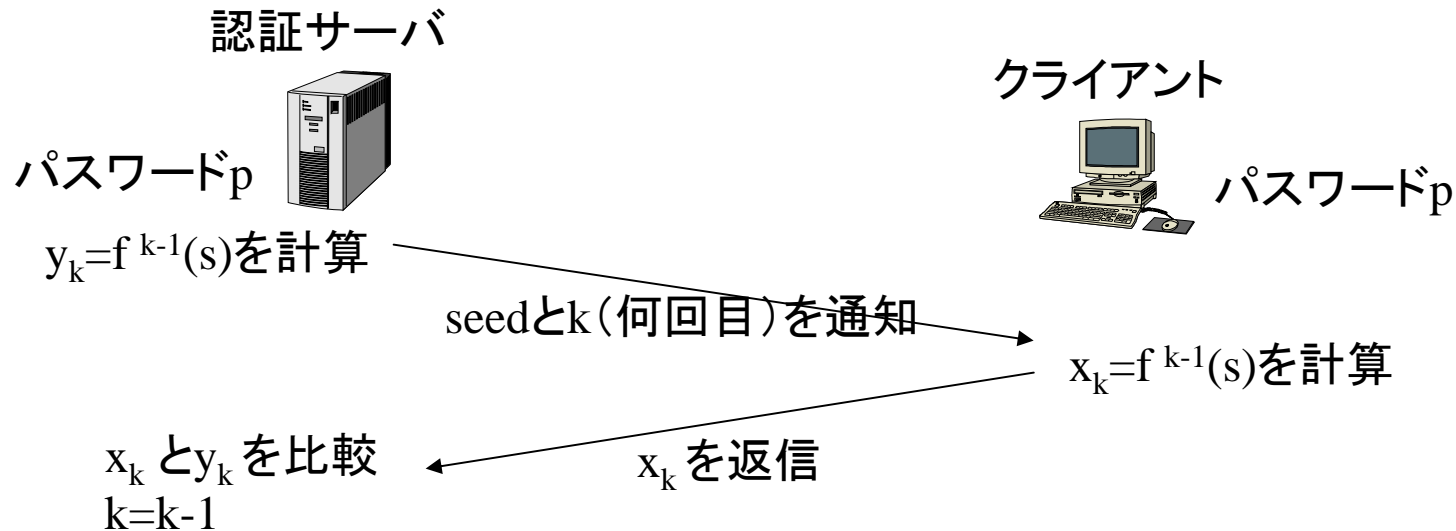 認証サーバ
クライアント
パスワードp
パスワードp
yₖ=f ᵏ⁻¹(s)を計算
seedとk(何回目)を通知
xₖ=f ᵏ⁻¹(s)を計算
xₖ とyₖ を比較
xₖ を返信
k=k-1